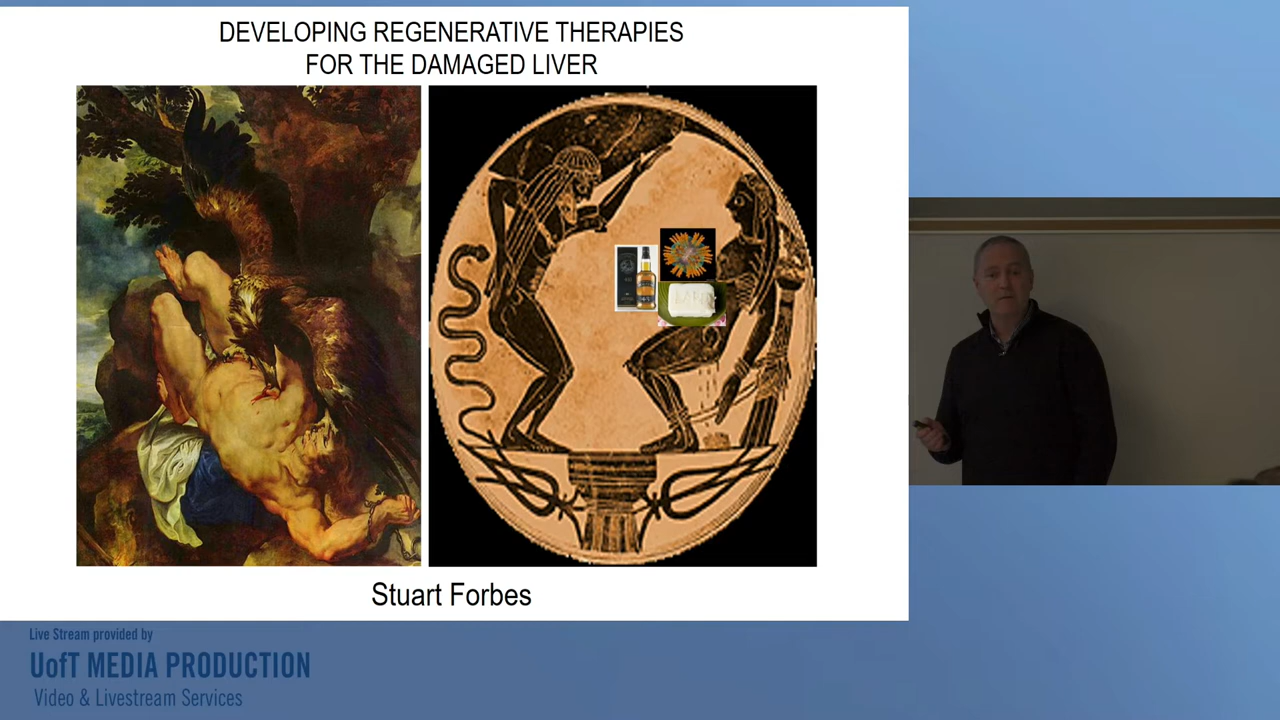 DEVELOPING REGENERATIVE THERAPIES
FOR THE DAMAGED LIVER
Stuart Forbes
Live Stream provided by
UofT MEDIA PRODUCTION
Video & Livestream Services